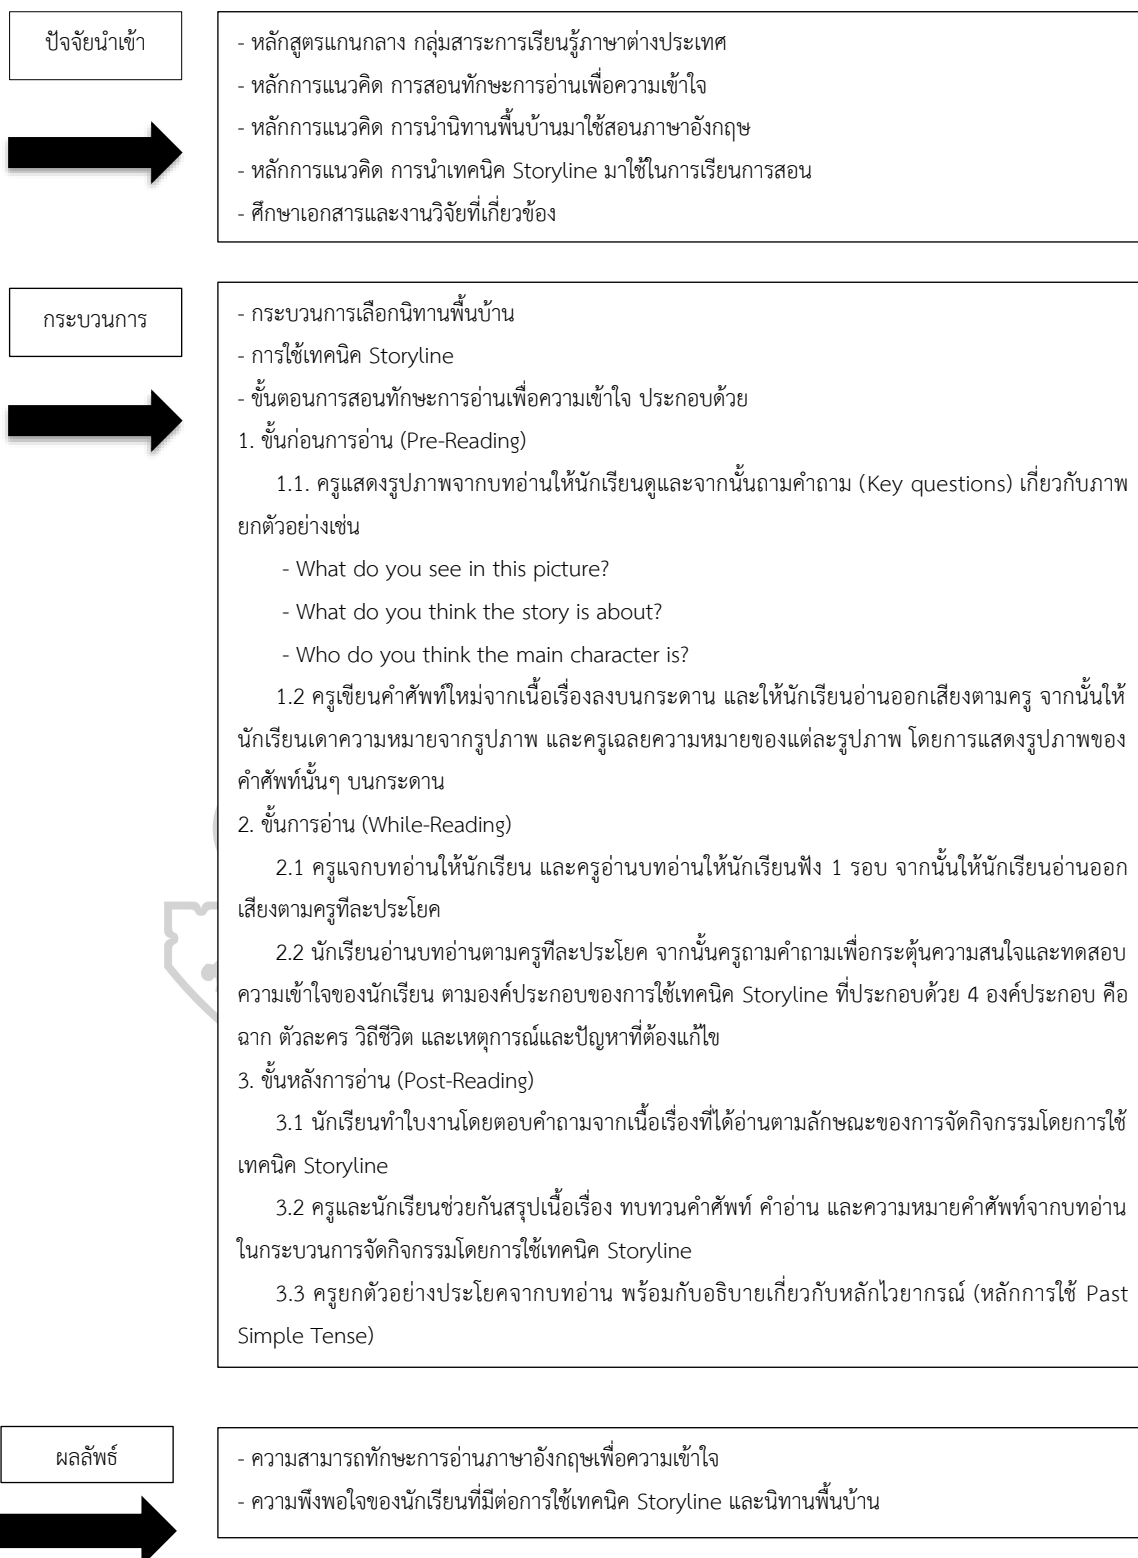 ปัจจัยนำเข้า
- หลักสูตรแกนกลาง กลุ่มสาระการเรียนรู้ภาษาต่างประเทศ
- หลักการแนวคิด การสอนทักษะการอ่านเพื่อความเข้าใจ
- หลักการแนวคิด การนำนิทานพื้นบ้านมาใช้สอนภาษาอังกฤษ
- หลักการแนวคิด การนำเทคนิค Storyline มาใช้ในการเรียนการสอน
- ศึกษาเอกสารและงานวิจัยที่เกี่ยวข้อง
กระบวนการ
- กระบวนการเลือกนิทานพื้นบ้าน
- การใช้เทคนิค Storyline
- ขั้นตอนการสอนทักษะการอ่านเพื่อความเข้าใจ ประกอบด้วย
1. ขั้นก่อนการอ่าน (Pre-Reading)
1.1. ครูแสดงรูปภาพจากบทอ่านให้นักเรียนดูและจากนั้นถามคำถาม (Key questions) เกี่ยวกับภาพ
ยกตัวอย่างเช่น
- What do you see in this picture?
- What do you think the story is about?
- Who do you think the main character is?
1.2 ครูเขียนคำศัพท์ใหม่จากเนื้อเรื่องลงบนกระดาน และให้นักเรียนอ่านออกเสียงตามครู จากนั้นให้
นักเรียนเดาความหมายจากรูปภาพ และครูเฉลยความหมายของแต่ละรูปภาพ โดยการแสดงรูปภาพของ
คำศัพท์นั้นๆ บนกระดาน
2. ขั้นการอ่าน (While-Reading)
2.1 ครูแจกบทอ่านให้นักเรียน และครูอ่านบทอ่านให้นักเรียนฟัง 1 รอบ จากนั้นให้นักเรียนอ่านออก
เสียงตามครูทีละประโยค
2.2 นักเรียนอ่านบทอ่านตามครูทีละประโยค จากนั้นครูถามคำถามเพื่อกระตุ้นความสนใจและทดสอบ
ความเข้าใจของนักเรียน ตามองค์ประกอบของการใช้เทคนิค Storyline ที่ประกอบด้วย 4 องค์ประกอบ คือ
ฉาก ตัวละคร วิถีชีวิต และเหตุการณ์และปัญหาที่ต้องแก้ไข
3. ขั้นหลังการอ่าน (Post-Reading)
3.1 นักเรียนทำใบงานโดยตอบคำถามจากเนื้อเรื่องที่ได้อ่านตามลักษณะของการจัดกิจกรรมโดยการใช้
เทคนิค Storyline
3.2 ครูและนักเรียนช่วยกันสรุปเนื้อเรื่อง ทบทวนคำศัพท์ คำอ่าน และความหมายคำศัพท์จากบทอ่าน
ในกระบวนการจัดกิจกรรมโดยการใช้เทคนิค Storyline
3.3 ครูยกตัวอย่างประโยคจากบทอ่าน พร้อมกับอธิบายเกี่ยวกับหลักไวยากรณ์ (หลักการใช้ Past
Simple Tense)
ผลลัพธ์
- ความสามารถทักษะการอ่านภาษาอังกฤษเพื่อความเข้าใจ
- ความพึงพอใจของนักเรียนที่มีต่อการใช้เทคนิค Storyline และนิทานพื้นบ้าน